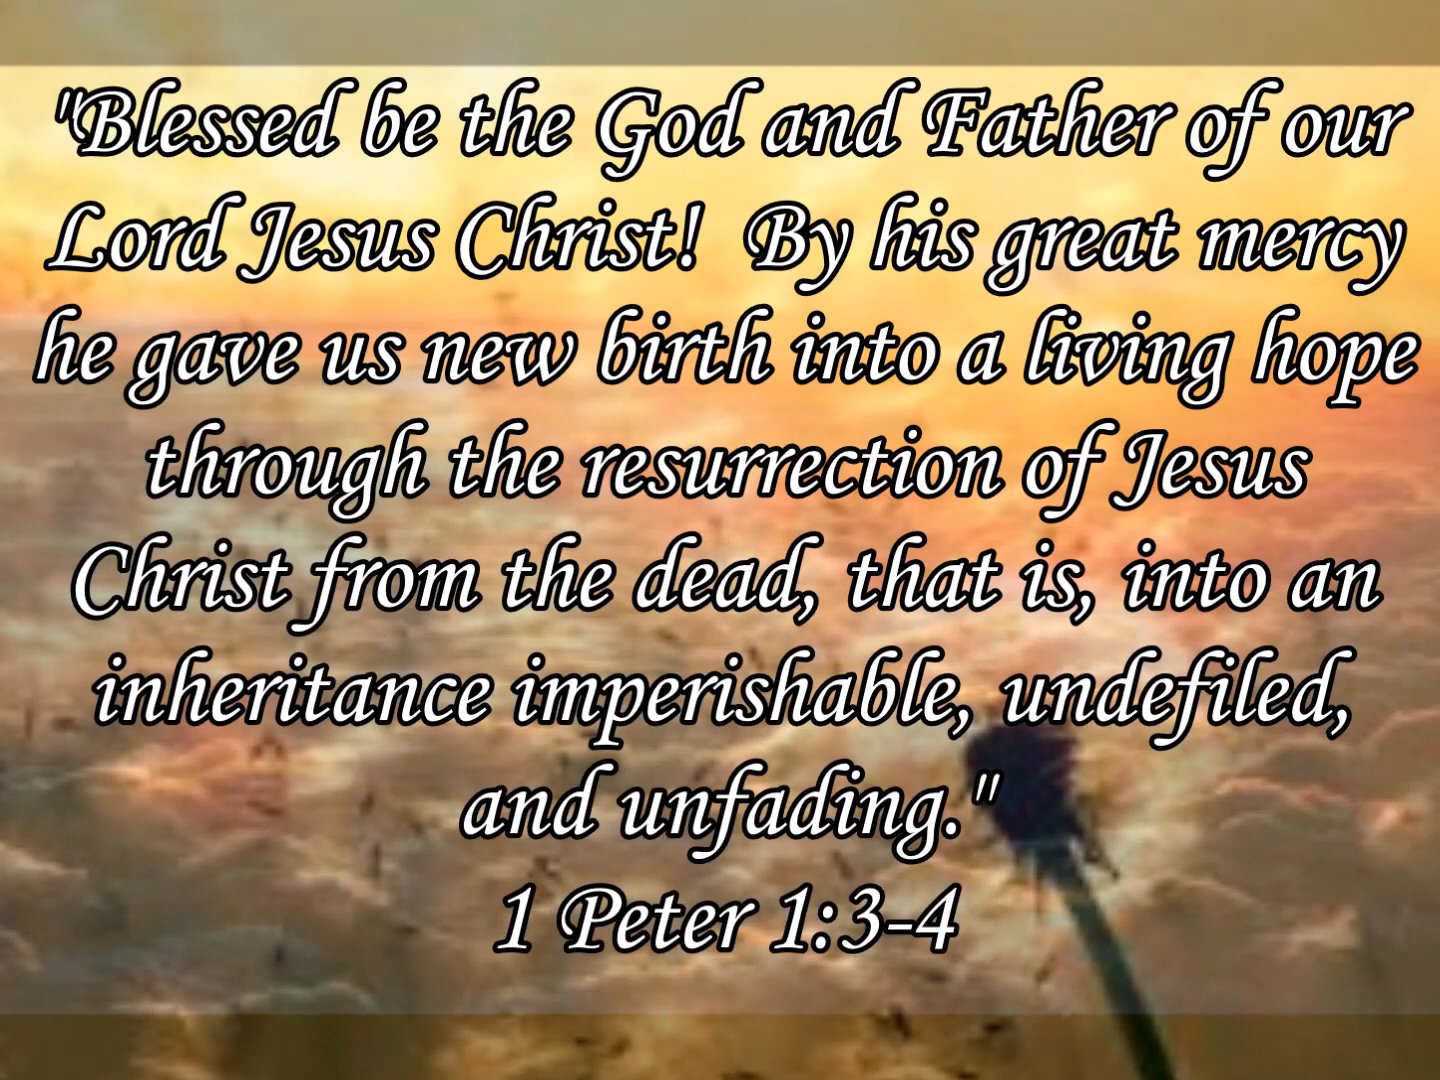 "Blessed be the God and Father of our
Lord Jesus Christ!  By his great mercy
he gave us new birth into a living hope
through the resurrection of Jesus
Christ from the dead, that is, into an
inheritance imperishable, undefiled,
and unfading."
1 Peter 1:3-4